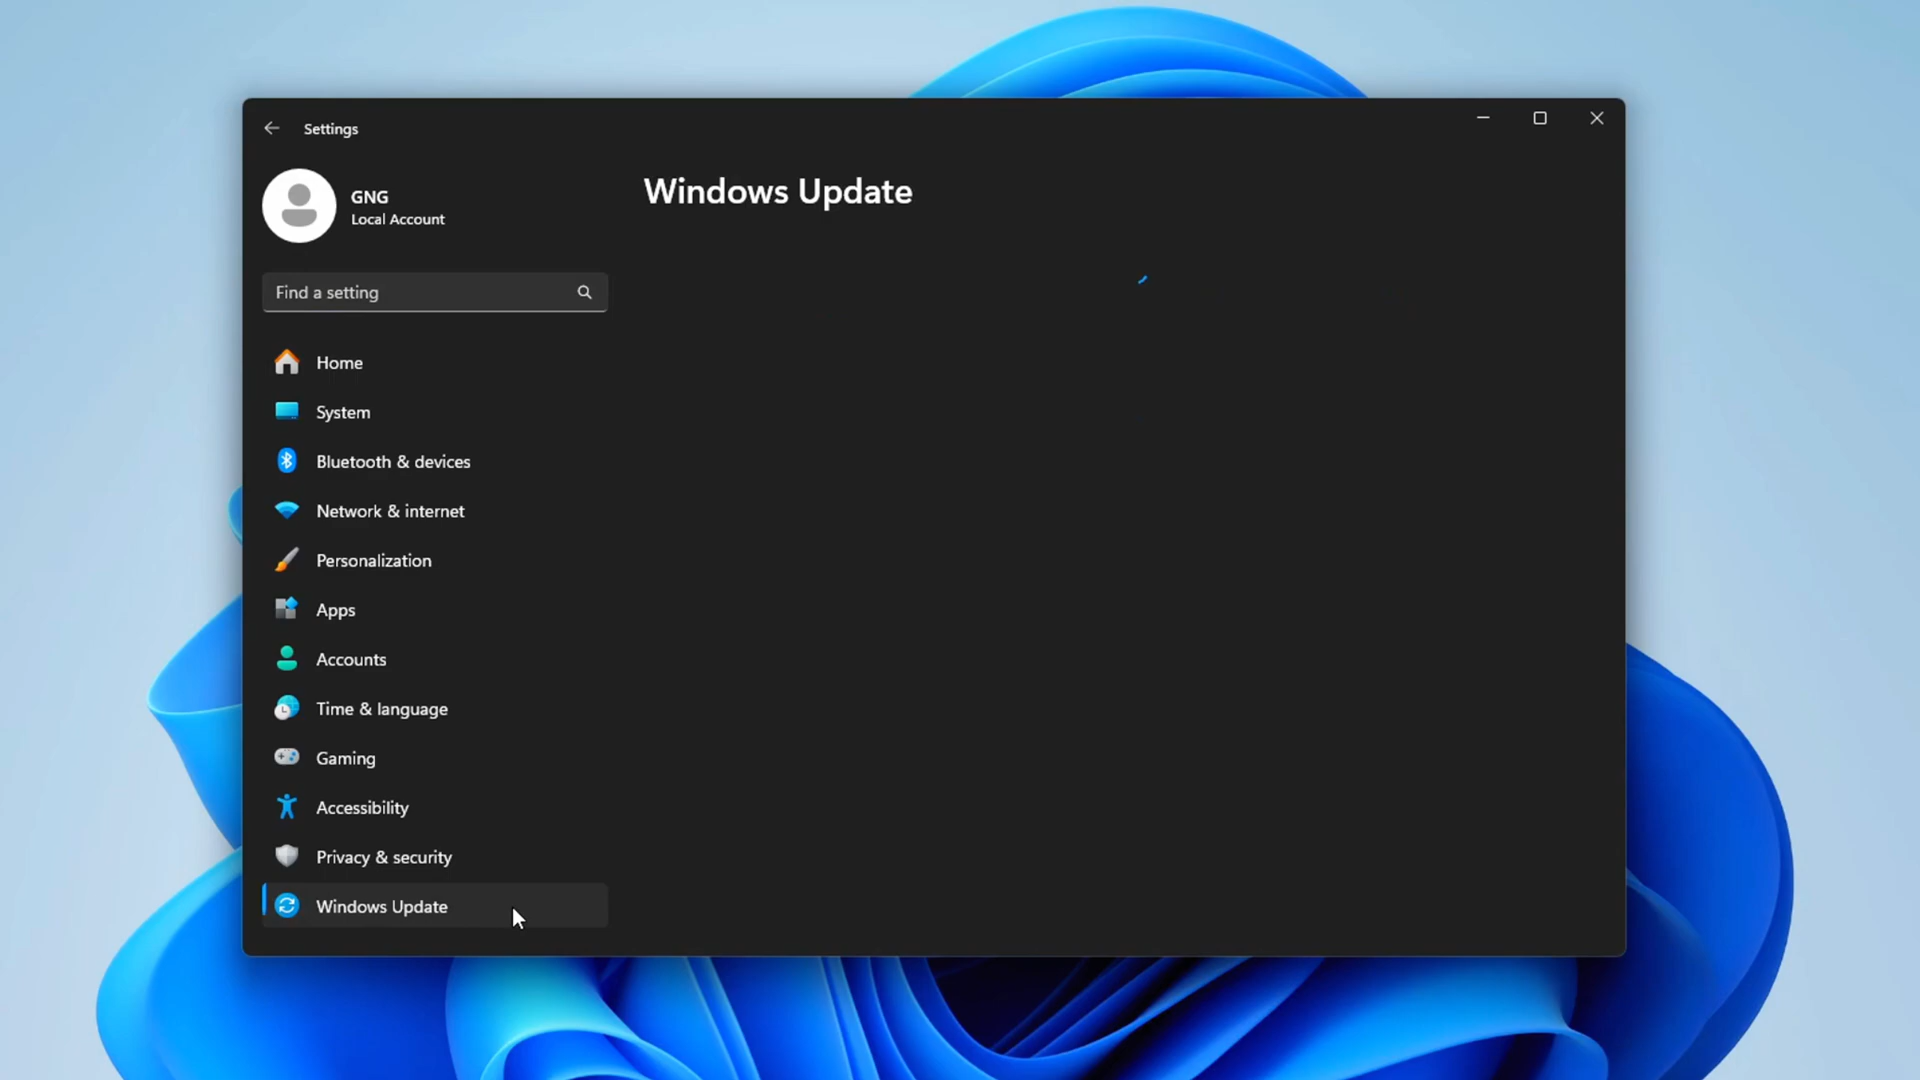 Settings
GNG
Local Account
Find a setting
Home
System
Bluetooth & devices
Network & internet
Personalization
Apps
Accounts
Time & language
Gaming
Accessibility
Privacy & security
Windows Update
Windows Update